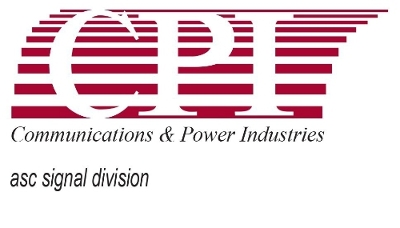 CPI
Communications & Power Industries
asc signal division